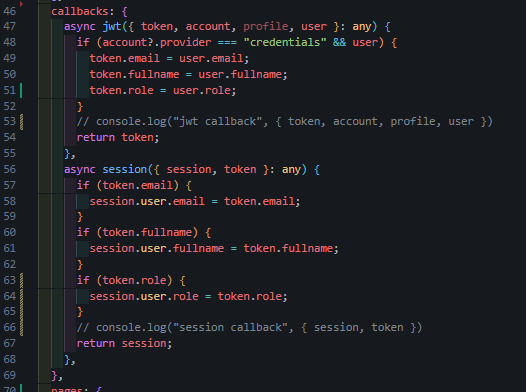 46 callbacks: {
47 async jwt({ token, account, profile, user }: any) {
48 if (account?.provider === "credentials" && user) {
49 token.email = user.email;
50 token.fullname = user.fullname;
51 token.role = user.role;
52 }
53 // console.log("jwt callback", { token, account, profile, user })
54 return token;
55 },
56 async session({ session, token }: any) {
57 if (token.email) {
58 session.user.email = token.email;
59 }
60 if (token.fullname) {
61 session.user.fullname = token.fullname;
62 }
63 if (token.role) {
64 session.user.role = token.role;
65 }
66 // console.log("session callback", { session, token })
67 return session;
68 },
69 },
70 pages: {